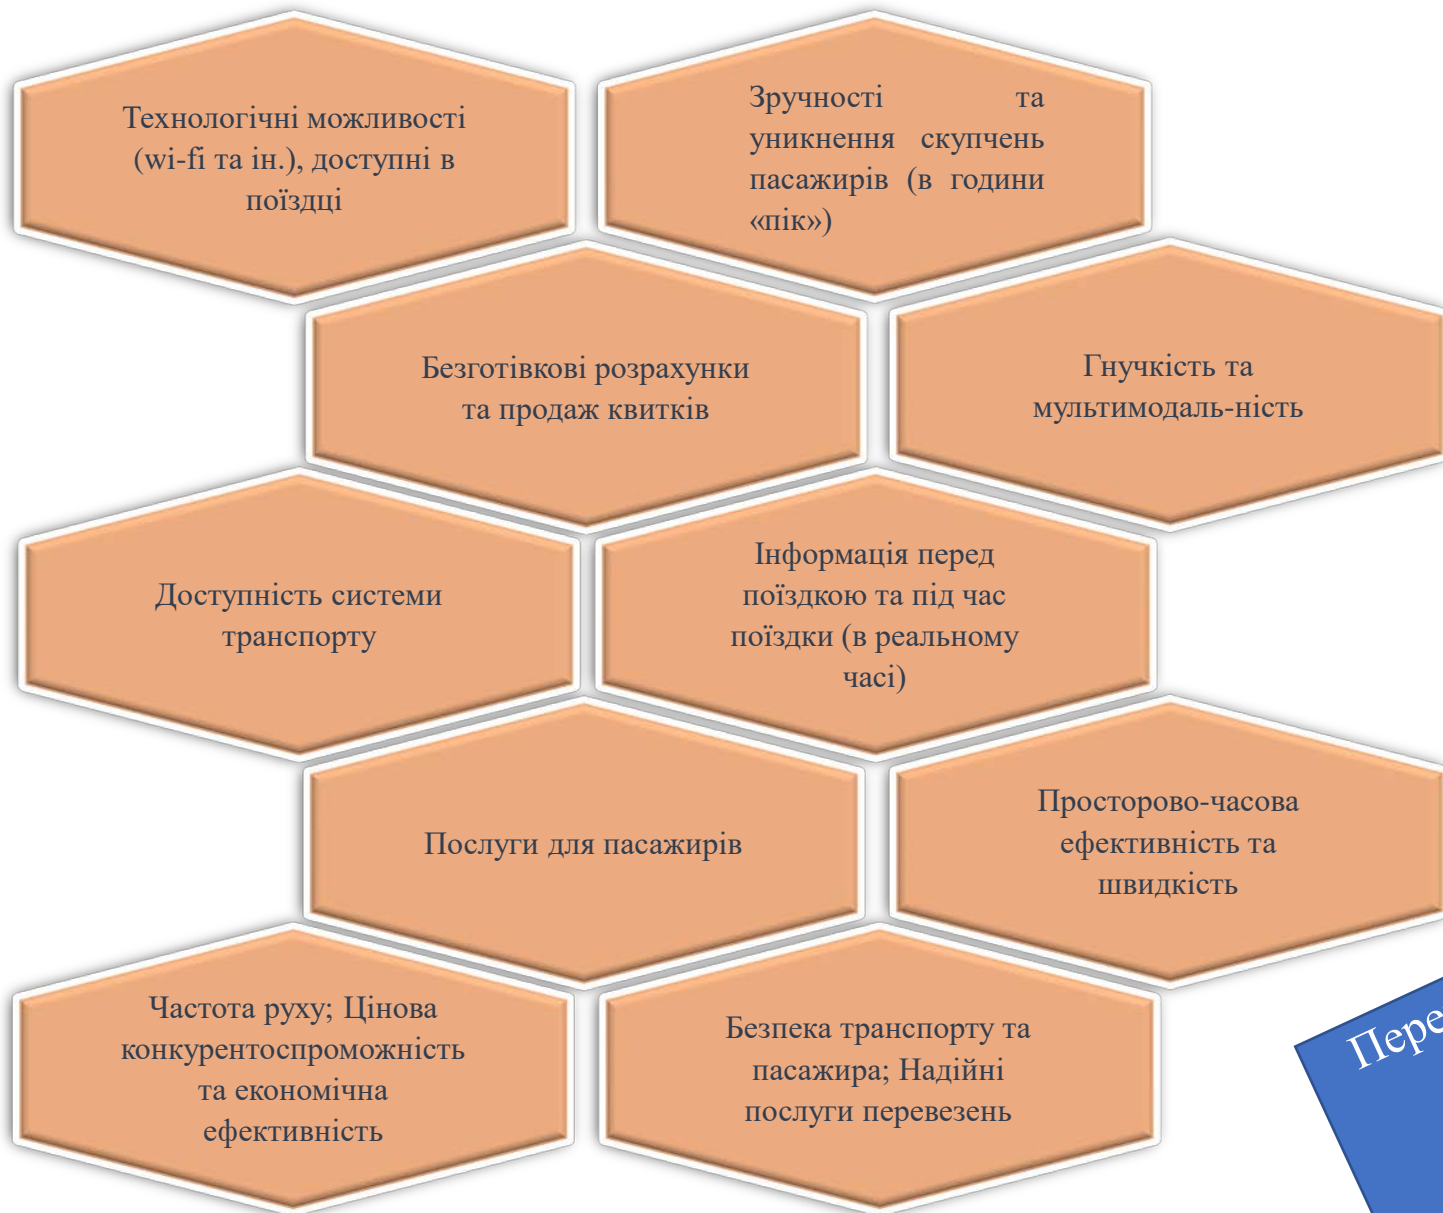 Технологічні можливості
(wi-fi та ін.), доступні в
поїздці
Зручності та
уникнення скупчень
пасажирів (в години
«пік»)
Безготівкові розрахунки
та продаж квитків
Гнучкість та
мультимодаль-ність
Доступність системи
транспорту
Інформація перед
поїздкою та під час
поїздки (в реальному
часі)
Послуги для пасажирів
Просторово-часова
ефективність та
швидкість
Частота руху; Цінова
конкурентоспроможність
та економічна
ефективність
Безпека транспорту та
пасажира; Надійні
послуги перевезень